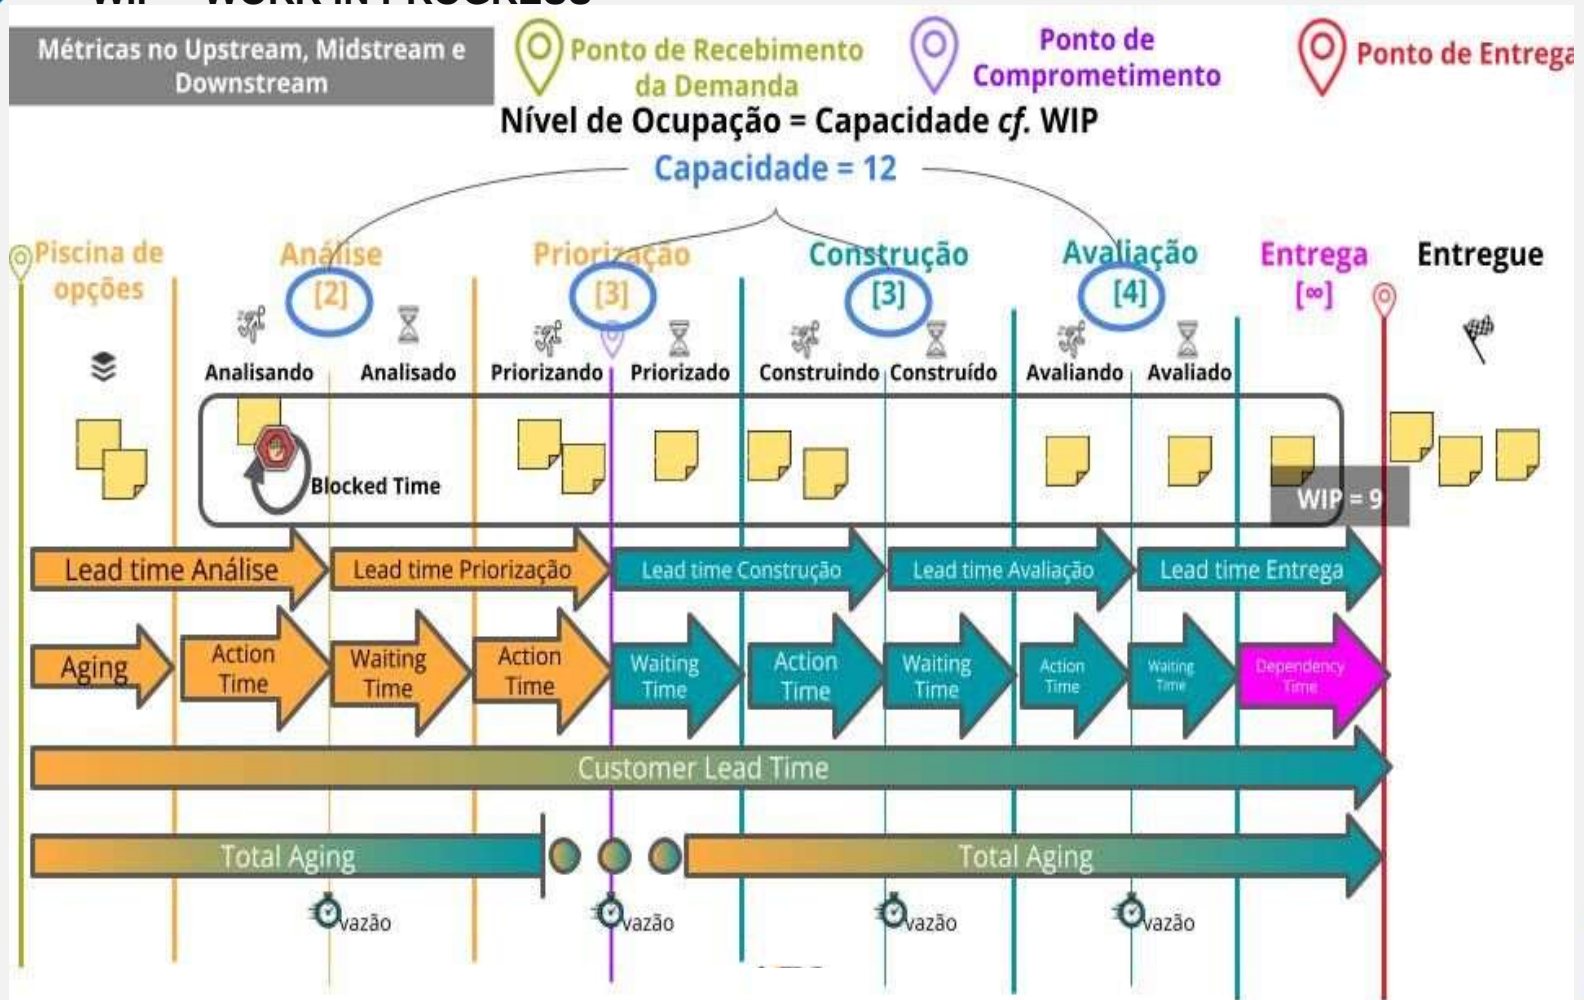 WIP – WORK IN PROGRESS
Métricas no Upstream, Midstream e
Downstream
Ponto de Recebimento
da Demanda
Ponto de
Comprometimento
Ponto de Entrega
Nível de Ocupação = Capacidade cf. WIP
Capacidade = 12
Piscina de
opções
Análise
[2]
Priorização
[3]
Construção
[3]
Avaliação
[4]
Entrega
[∞]
Entregue
Analisando
Analisado
Priorizando
Priorizado
Construindo
Construído
Avaliando
Avaliado
Blocked Time
WIP = 9
Lead time Análise
Lead time Priorização
Lead time Construção
Lead time Avaliação
Lead time Entrega
Aging
Action
Time
Waiting
Time
Action
Time
Waiting
Time
Action
Time
Waiting
Time
Action
Time
Waiting
Time
Dependency
Time
Customer Lead Time
Total Aging
Total Aging
vazão
vazão
vazão
vazão